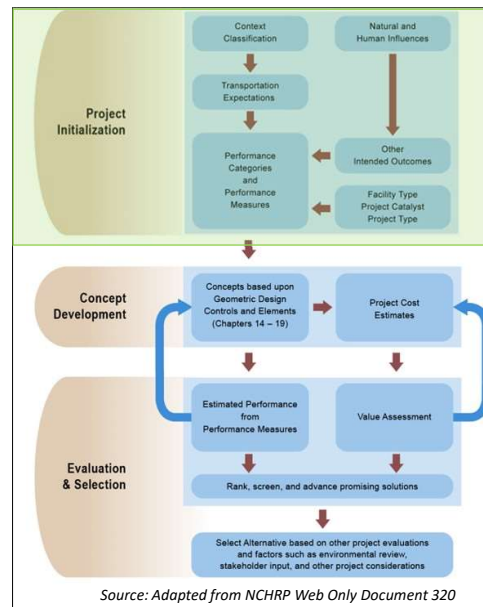 Context
Classification
Natural and
Human Influences
Project
Initialization
Transportation
Expectations
Performance
Categories
and
Performance
Measures
Other
Intended Outcomes
Facility Type
Project Catalyst
Project Type
Concept
Development
Concepts based upon
Geometric Design
Controls and Elements
(Chapters 14 – 19)
Project Cost
Estimates
Evaluation
& Selection
Estimated Performance
from
Performance Measures
Value Assessment
Rank, screen, and advance promising solutions
Select Alternative based on other project evaluations
and factors such as environmental review,
stakeholder input, and other project considerations
Source: Adapted from NCHRP Web Only Document 320